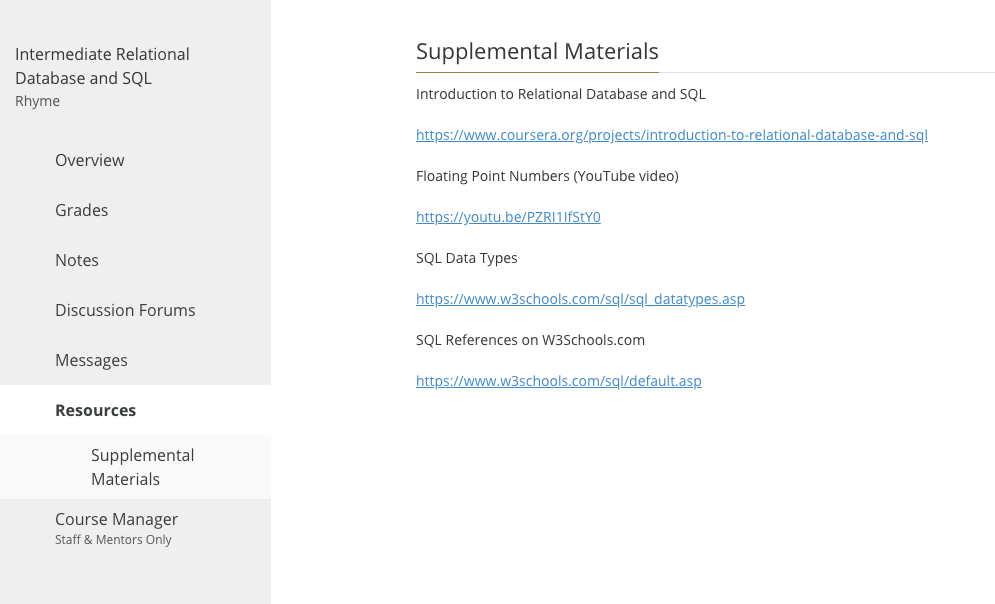 Intermediate Relational
Database and SQL
Rhyme
Overview
Grades
Notes
Discussion Forums
Messages
Resources
Supplemental
Materials
Course Manager
Staff & Mentors Only
Supplemental Materials
Introduction to Relational Database and SQL
https://www.coursera.org/projects/introduction-to-relational-database-and-sql
Floating Point Numbers (YouTube video)
https://youtu.be/PZRI1IfStY0
SQL Data Types
https://www.w3schools.com/sql/sql_datatypes.asp
SQL References on W3Schools.com
https://www.w3schools.com/sql/default.asp